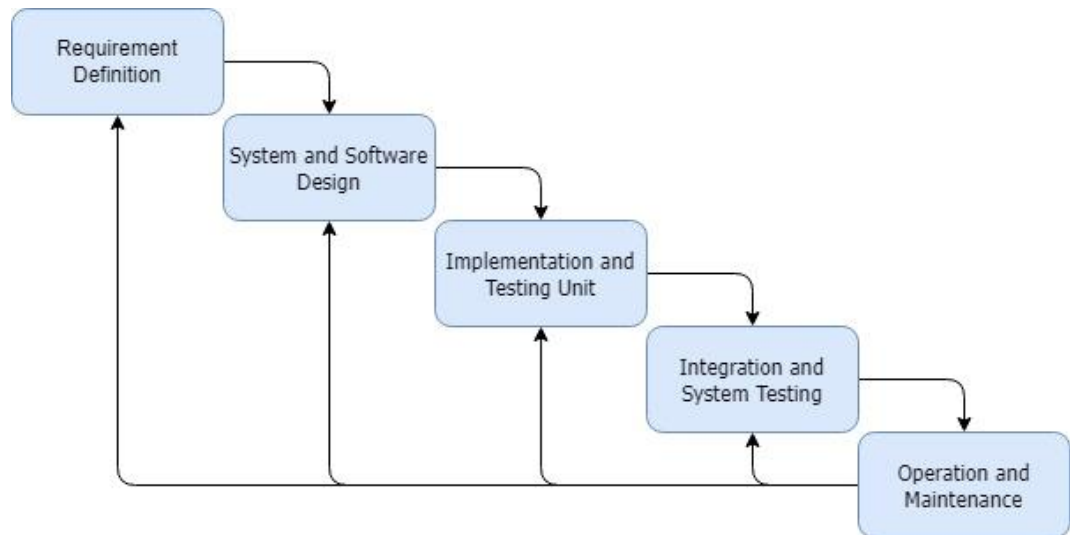 Requirement
Definition
System and Software
Design
Implementation and
Testing Unit
Integration and
System Testing
Operation and
Maintenance